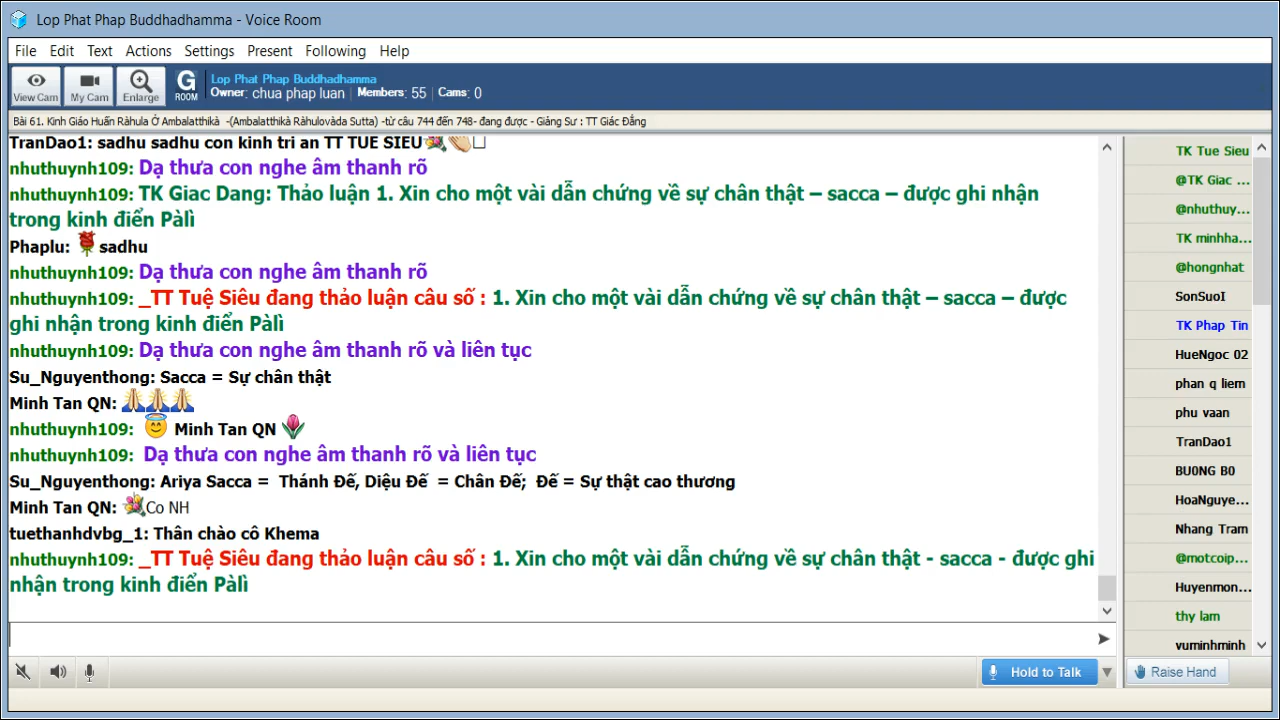 Lop Phat Phap Buddhadhamma - Voice Room
File Edit Text Actions Settings Present Following Help
View Cam My Cam Enlarge G ROOM
Lop Phat Phap Buddhadhamma
Owner: chua phap luan | Members: 55 | Cams: 0
Bài 61. Kinh Giáo Huấn Ràhula Ở Ambalatthikà -(Ambalatthikà Ràhulovàda Sutta) -từ câu 744 đến 748- đang được - Giảng Sư : TT Giác Đẳng
TranDao1: sadhu sadhu con kinh tri an TT TUE SIEU
nhuthuynh109: Dạ thưa con nghe âm thanh rõ
nhuthuynh109: TK Giac Dang: Thảo luận 1. Xin cho một vài dẫn chứng về sự chân thật – sacca – được ghi nhận
trong kinh điển Pàlì
Phaplu: sadhu
nhuthuynh109: Dạ thưa con nghe âm thanh rõ
nhuthuynh109: _TT Tuệ Siêu đang thảo luận câu số : 1. Xin cho một vài dẫn chứng về sự chân thật – sacca – được
ghi nhận trong kinh điển Pàlì
nhuthuynh109: Dạ thưa con nghe âm thanh rõ và liên tục
Su_Nguyenthong: Sacca = Sự chân thật
Minh Tan QN: 🙏🙏🙏
nhuthuynh109: 😇 Minh Tan QN 🌷
nhuthuynh109: Dạ thưa con nghe âm thanh rõ và liên tục
Su_Nguyenthong: Ariya Sacca = Thánh Đế, Diệu Đế = Chân Đế; Đế = Sự thật cao thương
Minh Tan QN: Co NH
tuethanhdvbg_1: Thân chào cô Khema
nhuthuynh109: _TT Tuệ Siêu đang thảo luận câu số : 1. Xin cho một vài dẫn chứng về sự chân thật - sacca - được ghi
nhận trong kinh điển Pàlì
TK Tue Sieu
@TK Giac ...
@nhuthuy...
TK minhha...
@hongnhat
SonSuoI
TK Phap Tin
HueNgoc 02
phan q liem
phu vaan
TranDao1
BU0NG B0
HoaNguye...
Nhang Tram
@motcoip...
Huyenmon...
thy lam
vuminhminh
Hold to Talk
Raise Hand